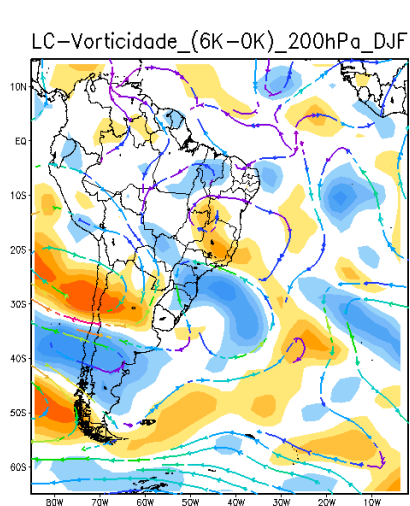 LC-Vorticidade_(6K-0K)_200hPa_DJF
10N
EQ
10S
20S
30S
40S
50S
60S
80W 70W 60W 50W 40W 30W 20W 10W